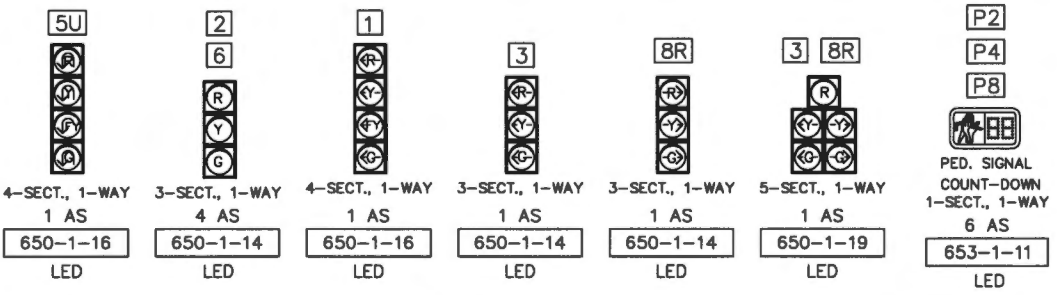 5U
R
Y
FY
G
4-SECT., 1-WAY
1 AS
650-1-16
LED
2
6
R
Y
G
3-SECT., 1-WAY
4 AS
650-1-14
LED
1
R
Y
FY
G
4-SECT., 1-WAY
1 AS
650-1-16
LED
3
R
Y
G
3-SECT., 1-WAY
1 AS
650-1-14
LED
8R
R
Y
G
3-SECT., 1-WAY
1 AS
650-1-14
LED
3 8R
R
Y Y
G G
5-SECT., 1-WAY
1 AS
650-1-19
LED
P2
P4
P8
88
PED. SIGNAL
COUNT-DOWN
1-SECT., 1-WAY
6 AS
653-1-11
LED